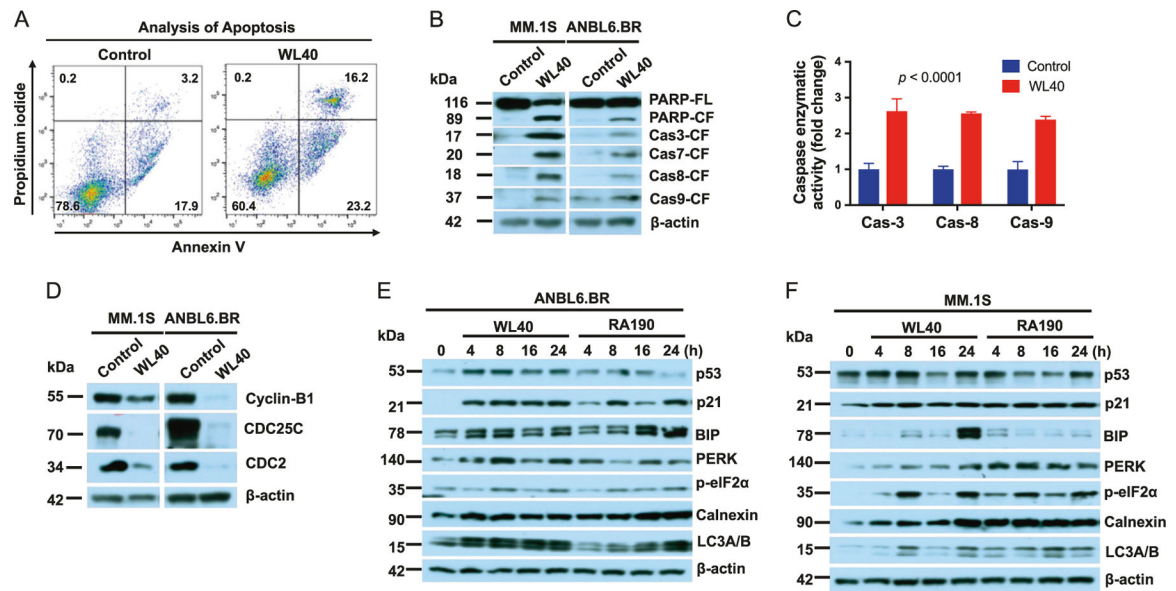 A
Analysis of Apoptosis
Control
WL40
0.2
3.2
0.2
16.2
78.6
17.9
60.4
23.2
Propidium iodide
Annexin V
B
MM.1S ANBL6.BR
Control
WL40
Control
WL40
kDa
116
PARP-FL
89
PARP-CF
17
Cas3-CF
20
Cas7-CF
18
Cas8-CF
37
Cas9-CF
42
β-actin
C
Caspase enzymatic
activity (fold change)
4
3
2
1
0
p < 0.0001
Control
WL40
Cas-3 Cas-8 Cas-9
D
MM.1S ANBL6.BR
Control
WL40
Control
WL40
kDa
55
Cyclin-B1
70
CDC25C
34
CDC2
42
β-actin
E
ANBL6.BR
WL40 RA190
kDa
0 4 8 16 24 4 8 16 24 (h)
53
p53
21
p21
78
BIP
140
PERK
35
p-eIF2α
90
Calnexin
15
LC3A/B
42
β-actin
F
MM.1S
WL40 RA190
kDa
0 4 8 16 24 4 8 16 24 (h)
53
p53
21
p21
78
BIP
140
PERK
35
p-eIF2α
90
Calnexin
15
LC3A/B
42
β-actin